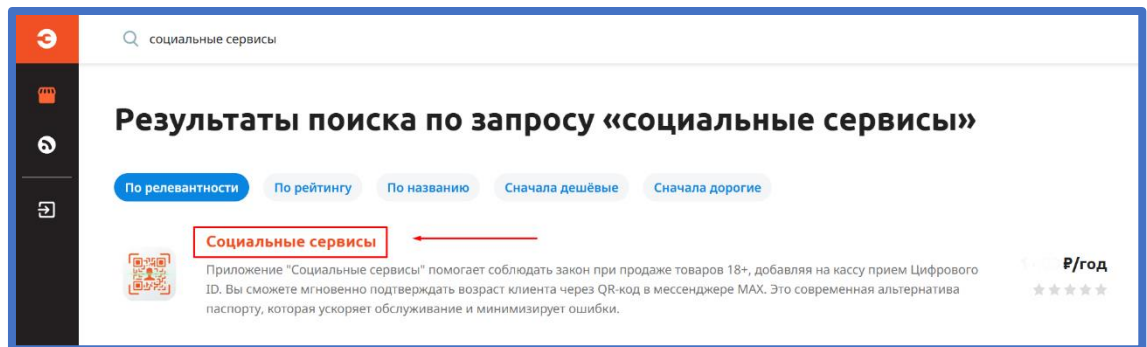 Э
социальные сервисы
Результаты поиска по запросу «социальные сервисы»
По релевантности По рейтингу По названию Сначала дешёвые Сначала дорогие
Социальные сервисы
Приложение "Социальные сервисы" помогает соблюдать закон при продаже товаров 18+, добавляя на кассу прием Цифрового
ID. Вы сможете мгновенно подтверждать возраст клиента через QR-код в мессенджере MAX. Это современная альтернатива
паспорту, которая ускоряет обслуживание и минимизирует ошибки.
₽/год